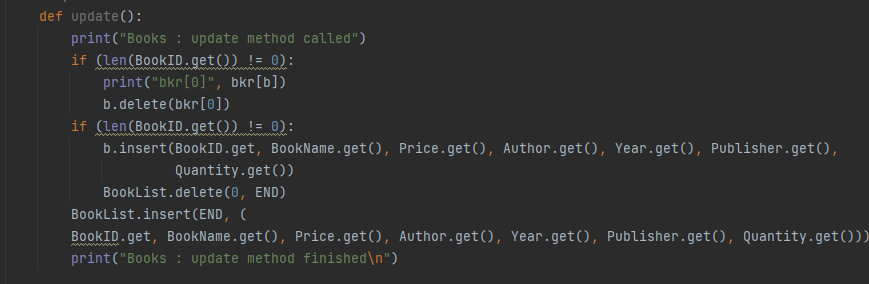 def update():
print("Books : update method called")
if (len(BookID.get()) != 0):
print("bkr[0]", bkr[b])
b.delete(bkr[0])
if (len(BookID.get()) != 0):
b.insert(BookID.get, BookName.get(), Price.get(), Author.get(), Year.get(), Publisher.get(),
Quantity.get())
BookList.delete(0, END)
BookList.insert(END, (
BookID.get, BookName.get(), Price.get(), Author.get(), Year.get(), Publisher.get(), Quantity.get()))
print("Books : update method finished\n")